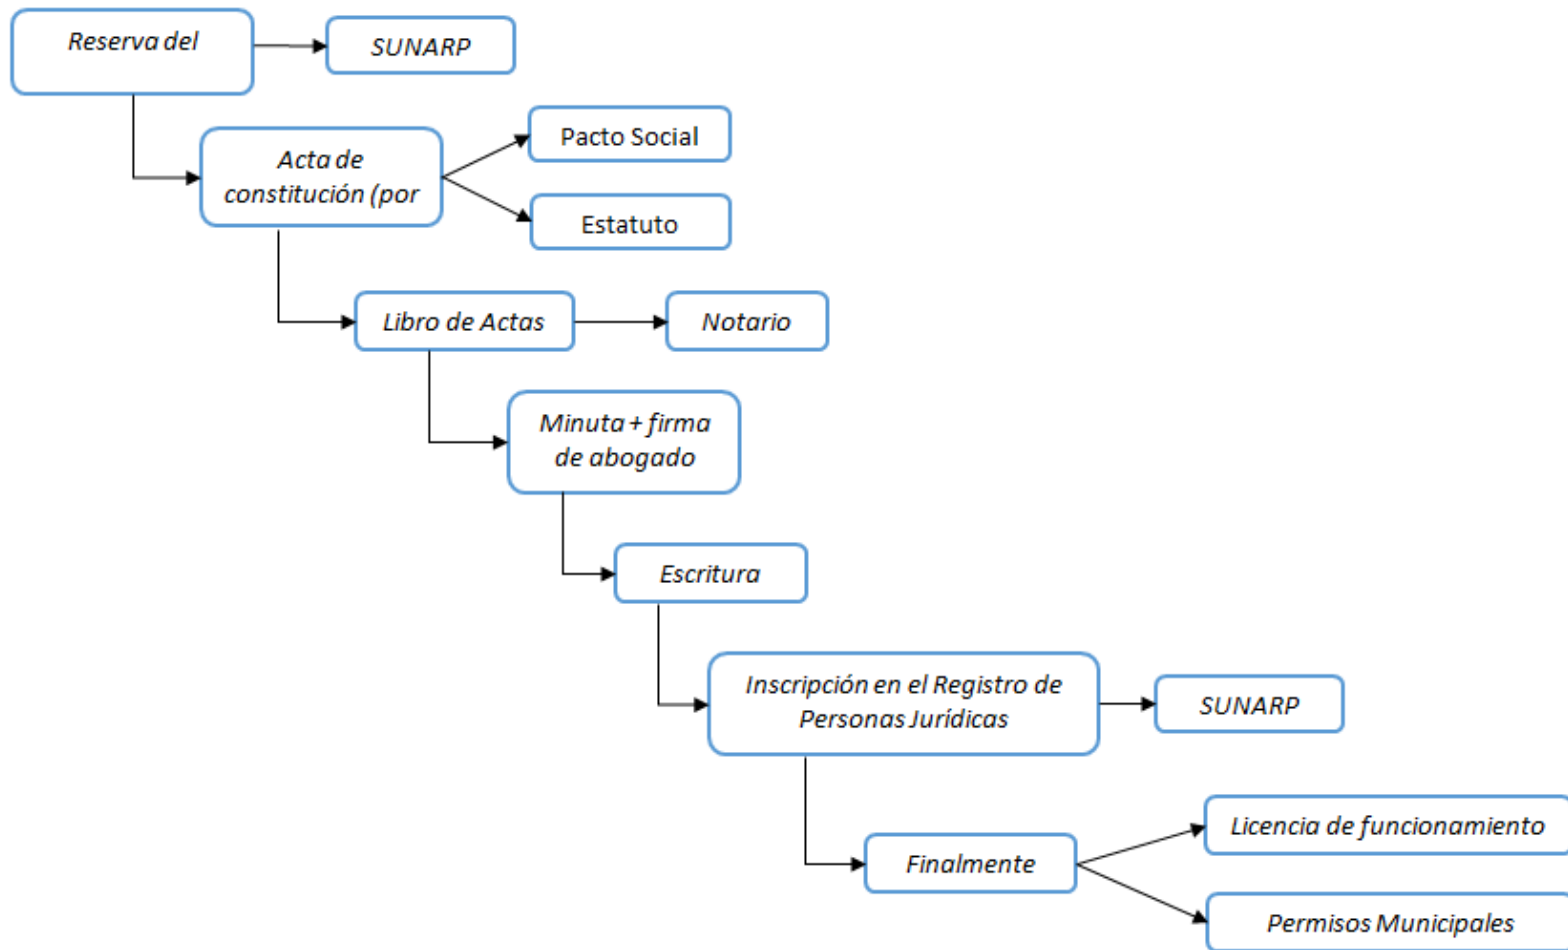 Reserva del
SUNARP
Pacto Social
Acta de
constitución (por
Estatuto
Libro de Actas
Notario
Minuta + firma
de abogado
Escritura
Inscripción en el Registro de
Personas Jurídicas
SUNARP
Licencia de funcionamiento
Finalmente
Permisos Municipales